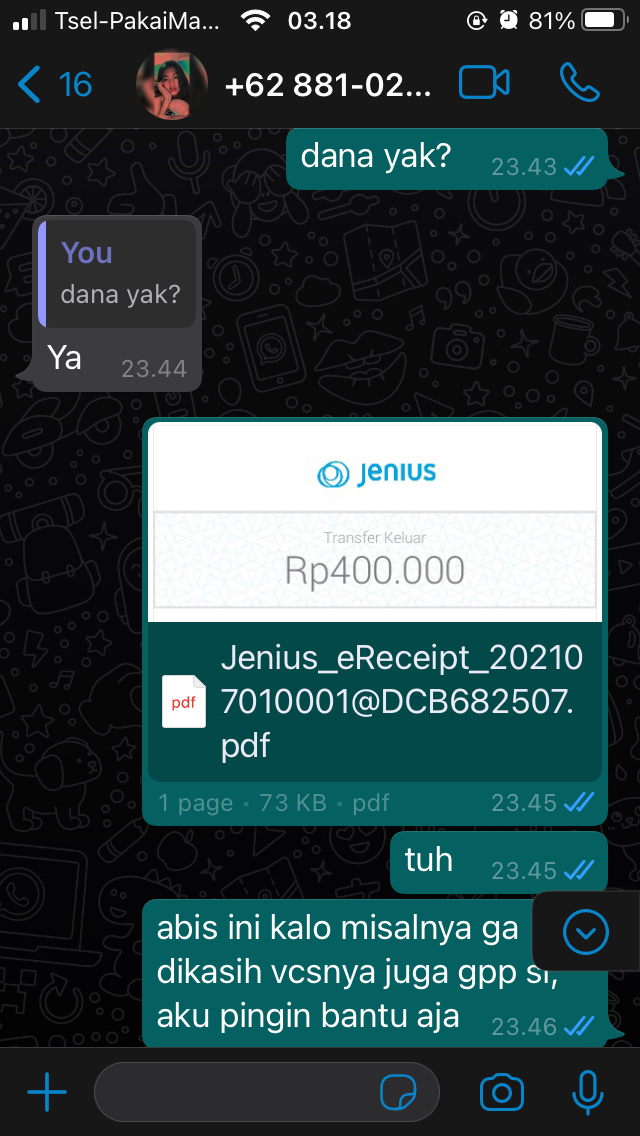 Tsel-PakaiMa... 03.18 81%
16 +62 881-02...
dana yak? 23.43
You
dana yak?
Ya 23.44
Jenius
Transfer Keluar
Rp400.000
Jenius_eReceipt_20210
7010001@DCB682507.
pdf
pdf
1 page • 73 KB • pdf 23.45
tuh 23.45
abis ini kalo misalnya ga
dikasih vcsnya juga gpp si,
aku pingin bantu aja 23.46